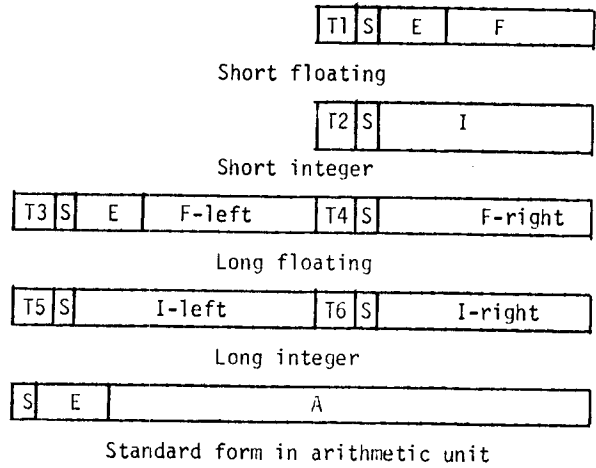 T1 S E F
Short floating
T2 S I
Short integer
T3 S E F-left T4 S F-right
Long floating
T5 S I-left T6 S I-right
Long integer
S E A
Standard form in arithmetic unit